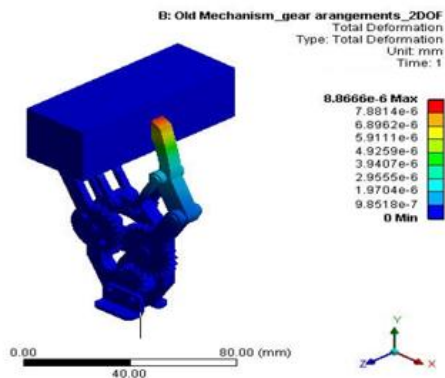 B: Old Mechanism_gear arangements_2DOF
Total Deformation
Type: Total Deformation
Unit: mm
Time: 1
8.8666e-6 Max
7.8814e-6
6.8962e-6
5.9111e-6
4.9259e-6
3.9407e-6
2.9555e-6
1.9704e-6
9.8518e-7
0 Min
0.00 80.00 (mm)
40.00
Y
Z X